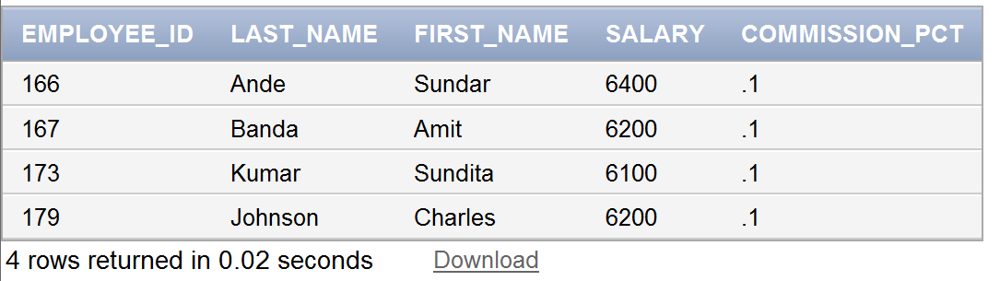 EMPLOYEE_ID LAST_NAME FIRST_NAME SALARY COMMISSION_PCT
166 Ande Sundar 6400 .1
167 Banda Amit 6200 .1
173 Kumar Sundita 6100 .1
179 Johnson Charles 6200 .1
4 rows returned in 0.02 seconds Download